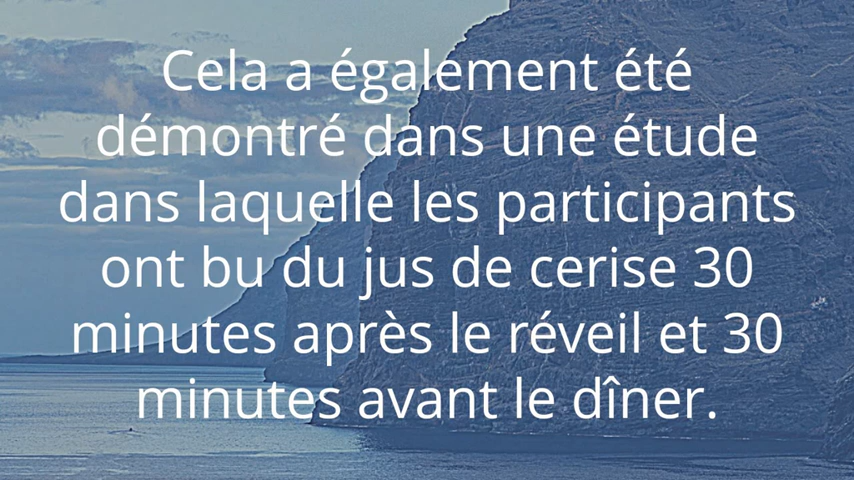 Cela a également été
démontré dans une étude
dans laquelle les participants
ont bu du jus de cerise 30
minutes après le réveil et 30
minutes avant le dîner.